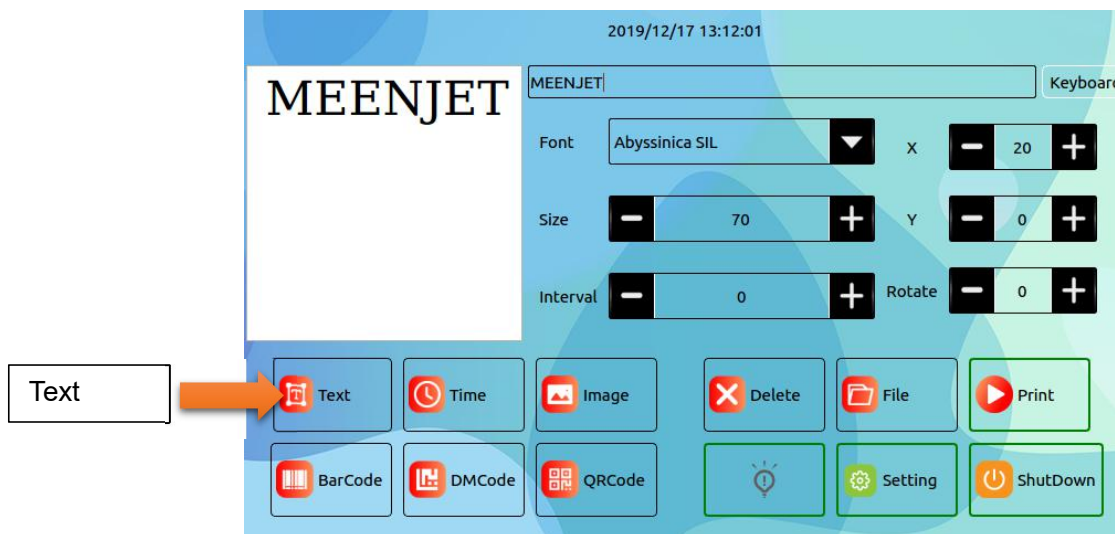 2019/12/17 13:12:01
MEENJET
MEENJET
Keyboard
Font
Abyssinica SIL
X
20
Size
70
Y
0
Interval
0
Rotate
0
Text
Text
Time
Image
Delete
File
Print
BarCode
DMCode
QRCode
Setting
ShutDown